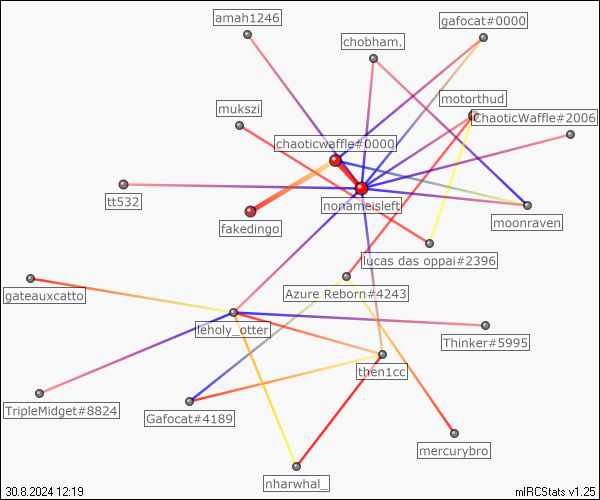 amah1246
gafocat#0000
chobham.
motorthud
mukszi
ChaoticWaffle#2006
chaoticwaffle#0000
tt532
nonameisleft
moonraven
fakedingo
lucas das oppai#2396
gateauxcatto
Azure Reborn#4243
leholy_otter_
Thinker#5995
then1cc
TripleMidget#8824
Gafocat#4189
mercurybro
nharwhal_
30.8.2024 12:19
mIRCStats v1.25